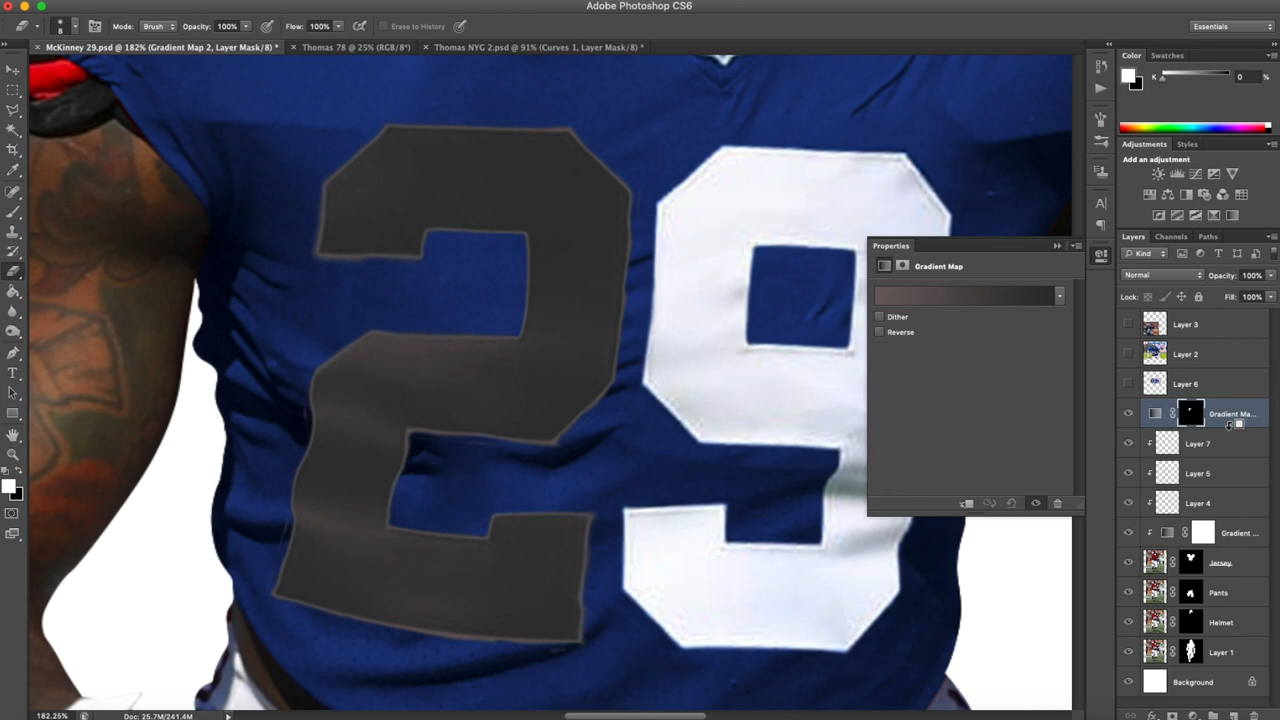 Adobe Photoshop CS6
8 Mode: Brush Opacity: 100% Flow: 100% Erase to History Essentials
× McKinney 29.psd @ 182% (Gradient Map 2, Layer Mask/8) * × Thomas 78 @ 25% (RGB/8*) × Thomas NYG 2.psd @ 91% (Curves 1, Layer Mask/8) *
Color Swatches
K 0 %
Adjustments Styles
Add an adjustment
Layers Channels Paths
Kind
Normal Opacity: 100%
Lock: Fill: 100%
Layer 3
Layer 2
Layer 6
Gradient Ma...
Layer 7
Layer 5
Layer 4
Gradient ...
Jersey
Pants
Helmet
Layer 1
Background
Properties
Gradient Map
Dither
Reverse
29
182.25% Doc: 25.7M/241.4M